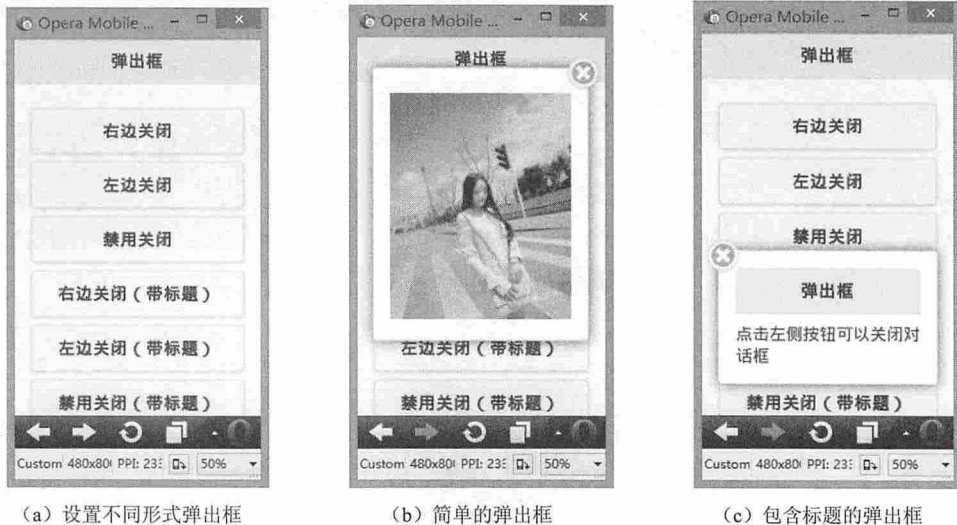 Opera Mobile ...
弹出框
右边关闭
左边关闭
禁用关闭
右边关闭（带标题）
左边关闭（带标题）
禁用关闭（带标题）
Custom 480x80 PPI: 23 50%
（a）设置不同形式弹出框
Opera Mobile ...
弹出框
左边关闭（带标题）
禁用关闭（带标题）
Custom 480x80 PPI: 23 50%
（b）简单的弹出框
Opera Mobile ...
弹出框
右边关闭
左边关闭
禁用关闭
弹出框
点击左侧按钮可以关闭对
话框
禁用关闭（带标题）
Custom 480x80 PPI: 23 50%
（c）包含标题的弹出框